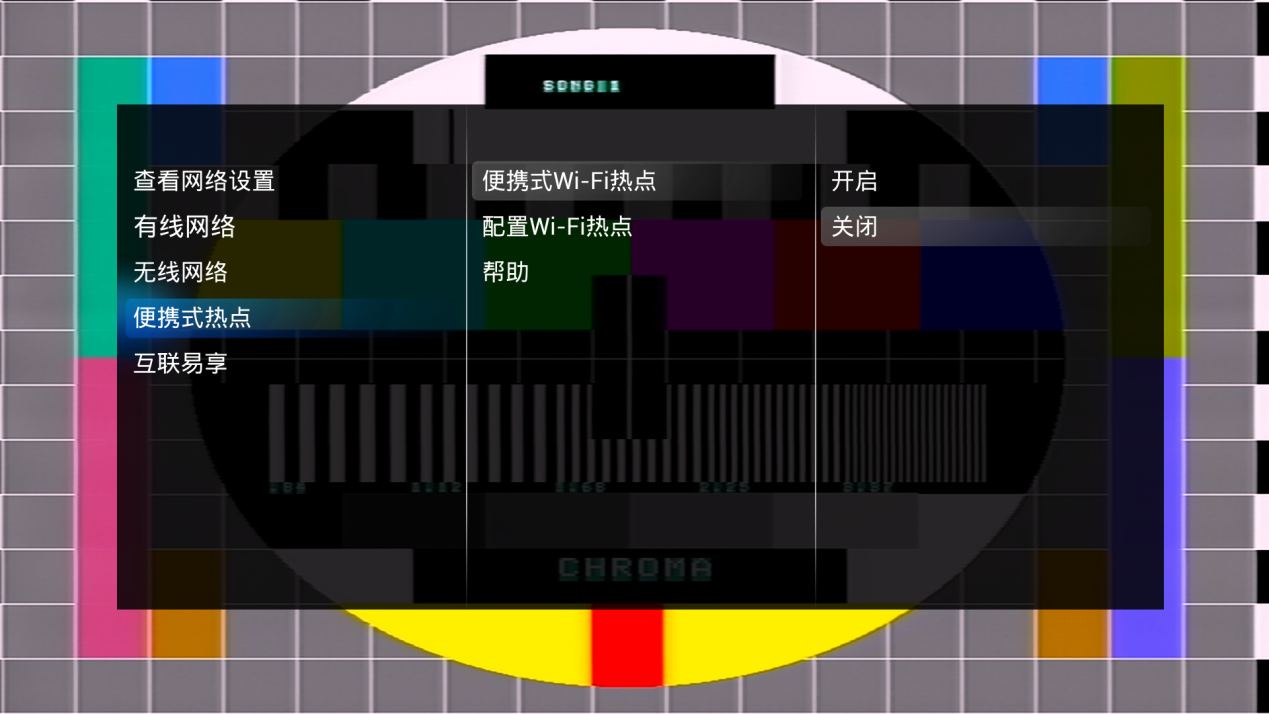 查看网络设置
有线网络
无线网络
便携式热点
互联易享
便携式Wi-Fi热点
配置Wi-Fi热点
帮助
开启
关闭
CHROMA